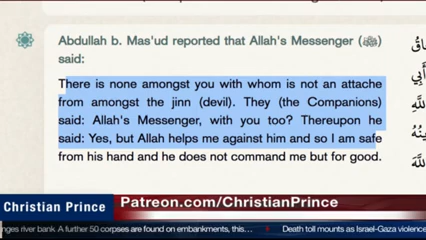 Abdullah b. Mas'ud reported that Allah's Messenger (ﷺ)
said:
There is none amongst you with whom is not an attache
from amongst the jinn (devil). They (the Companions)
said: Allah's Messenger, with you too? Thereupon he
said: Yes, but Allah helps me against him and so I am safe
from his hand and he does not command me but for good.
Christian Prince
Patreon.com/ChristianPrince
nges river bank A further 50 corpses are found on embankments, this... Death toll mounts as Israel-Gaza violence